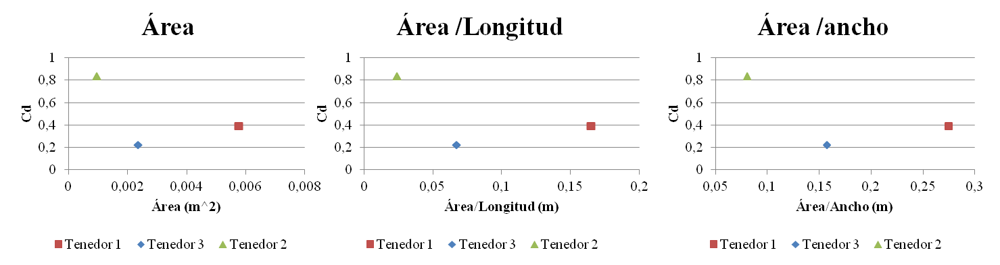 Área
Cd
1
0,8
0,6
0,4
0,2
0
0 0,002 0,004 0,006 0,008
Área (m^2)
Tenedor 1 Tenedor 3 Tenedor 2
Área /Longitud
Cd
1
0,8
0,6
0,4
0,2
0
0 0,05 0,1 0,15 0,2
Área/Longitud (m)
Tenedor 1 Tenedor 3 Tenedor 2
Área /ancho
Cd
1
0,8
0,6
0,4
0,2
0
0,05 0,1 0,15 0,2 0,25 0,3
Área/Ancho (m)
Tenedor 1 Tenedor 3 Tenedor 2